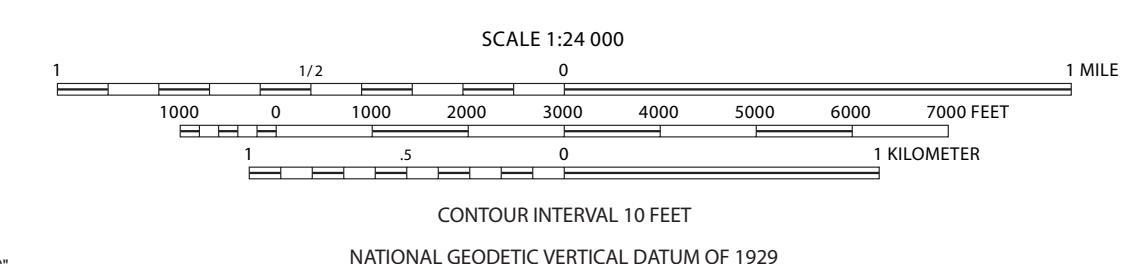 SCALE 1:24 000
1 1/2 0 1 MILE
1000 0 1000 2000 3000 4000 5000 6000 7000 FEET
1 .5 0 1 KILOMETER
CONTOUR INTERVAL 10 FEET
NATIONAL GEODETIC VERTICAL DATUM OF 1929